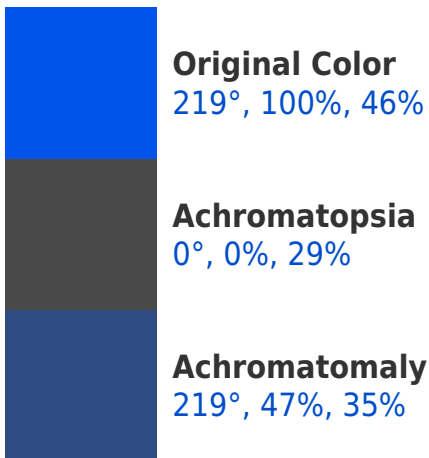 Original Color
219°, 100%, 46%
Achromatopsia
0°, 0%, 29%
Achromatomaly
219°, 47%, 35%